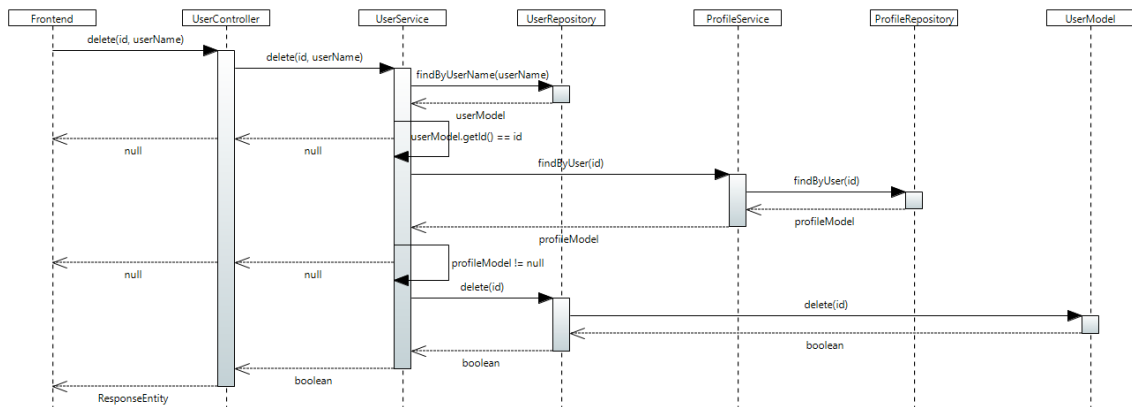 Frontend
UserController
UserService
UserRepository
ProfileService
ProfileRepository
UserModel
delete(id, userName)
delete(id, userName)
findByUserName(userName)
userModel
userModel.getId() == id
null
null
findByUser(id)
findByUser(id)
profileModel
profileModel
profileModel != null
null
null
delete(id)
delete(id)
boolean
boolean
boolean
ResponseEntity